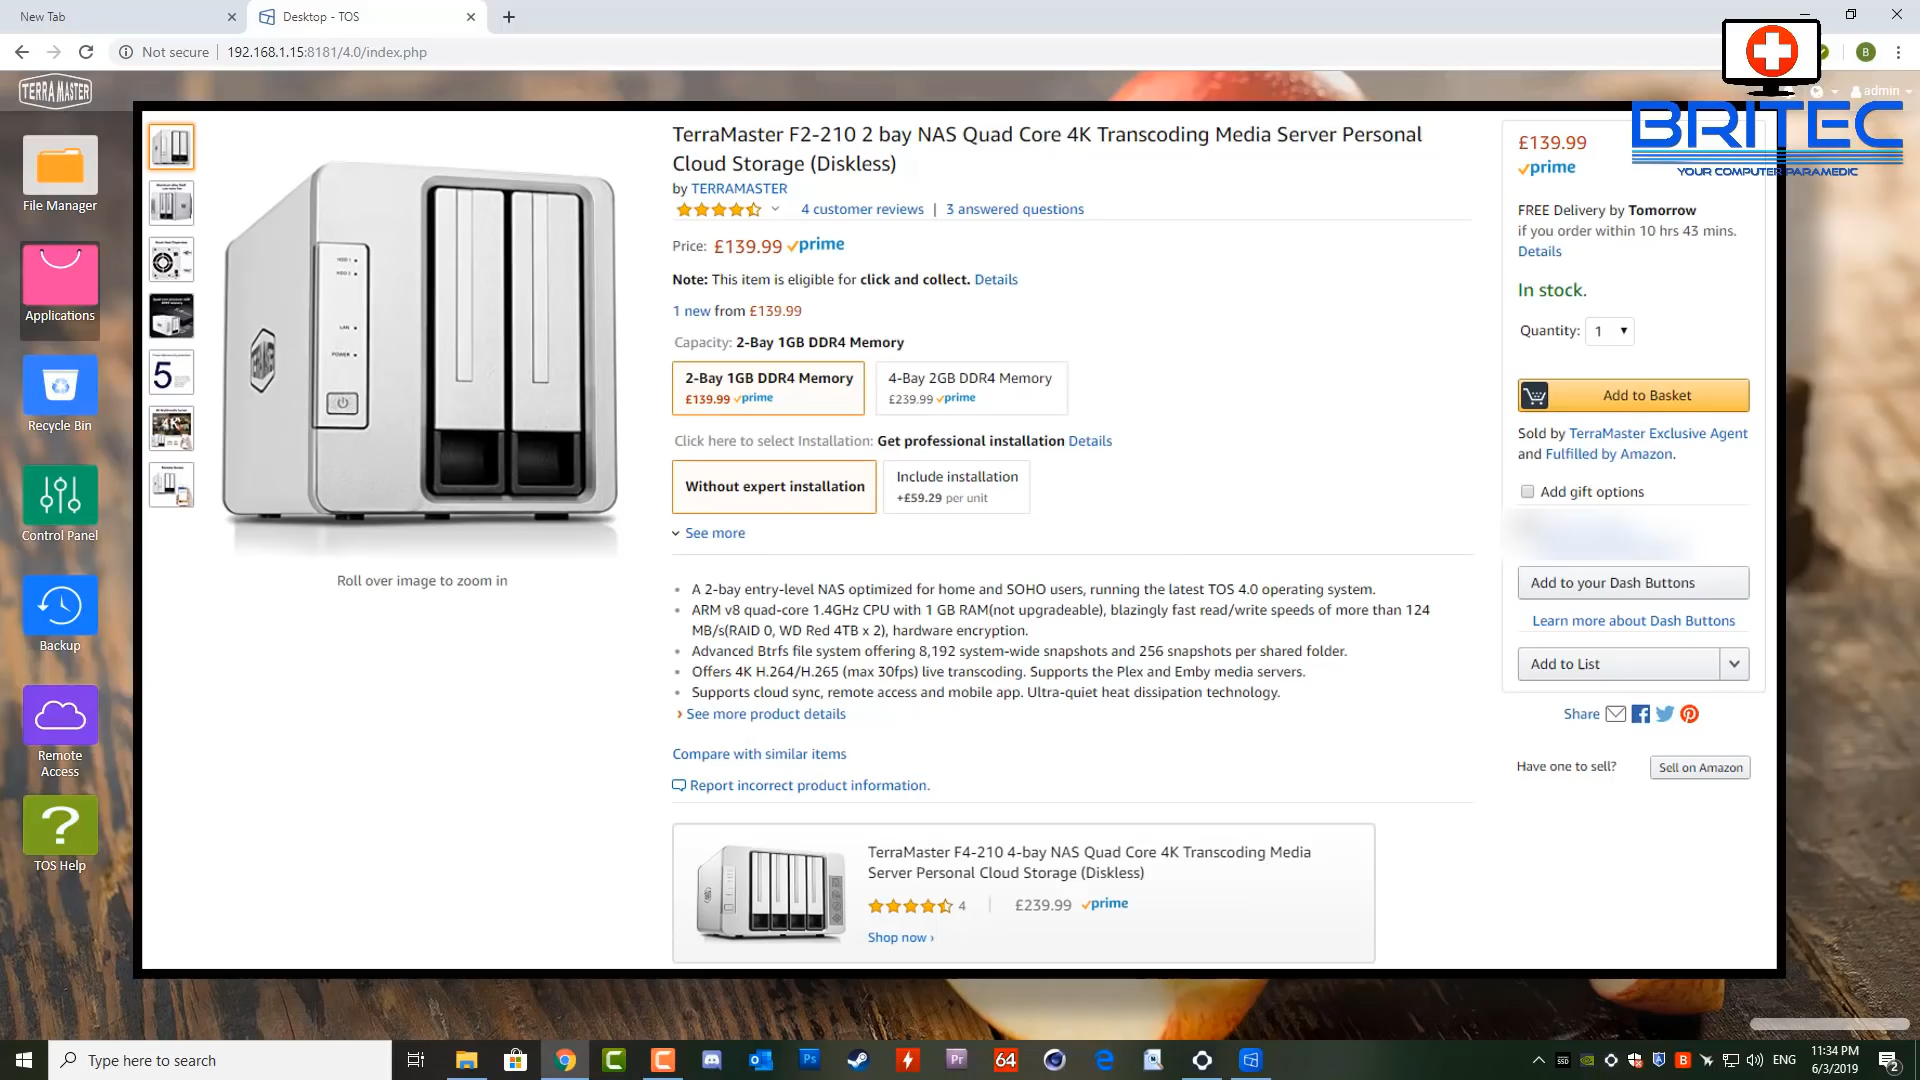 New Tab
Desktop - TOS
Not secure
192.168.1.15:8181/4.0/index.php
B
TERRA MASTER
admin
BRITEC
YOUR COMPUTER PARAMEDIC
File Manager
Applications
Recycle Bin
Control Panel
Backup
Remote
Access
TOS Help
HDD 1
HDD 2
LAN
POWER
5
4K
Roll over image to zoom in
TerraMaster F2-210 2 bay NAS Quad Core 4K Transcoding Media Server Personal
Cloud Storage (Diskless)
by TERRAMASTER
4 customer reviews | 3 answered questions
Price: £139.99 prime
Note: This item is eligible for click and collect. Details
1 new from £139.99
Capacity: 2-Bay 1GB DDR4 Memory
2-Bay 1GB DDR4 Memory
£139.99 prime
4-Bay 2GB DDR4 Memory
£239.99 prime
Click here to select Installation: Get professional installation Details
Without expert installation
Include installation
+£59.29 per unit
See more
A 2-bay entry-level NAS optimized for home and SOHO users, running the latest TOS 4.0 operating system.
ARM v8 quad-core 1.4GHz CPU with 1 GB RAM(not upgradeable), blazingly fast read/write speeds of more than 124
MB/s(RAID 0, WD Red 4TB x 2), hardware encryption.
Advanced Btrfs file system offering 8,192 system-wide snapshots and 256 snapshots per shared folder.
Offers 4K H.264/H.265 (max 30fps) live transcoding. Supports the Plex and Emby media servers.
Supports cloud sync, remote access and mobile app. Ultra-quiet heat dissipation technology.
› See more product details
Compare with similar items
Report incorrect product information.
TerraMaster F4-210 4-bay NAS Quad Core 4K Transcoding Media
Server Personal Cloud Storage (Diskless)
4 | £239.99 prime
Shop now ›
£139.99
prime
FREE Delivery by Tomorrow
if you order within 10 hrs 43 mins.
Details
In stock.
Quantity: 1
Add to Basket
Sold by TerraMaster Exclusive Agent
and Fulfilled by Amazon.
Add gift options
Add to your Dash Buttons
Learn more about Dash Buttons
Add to List
Share
Have one to sell?
Sell on Amazon
Type here to search
Ps
Pr
64
SSD
B
ENG
11:34 PM
6/3/2019
2